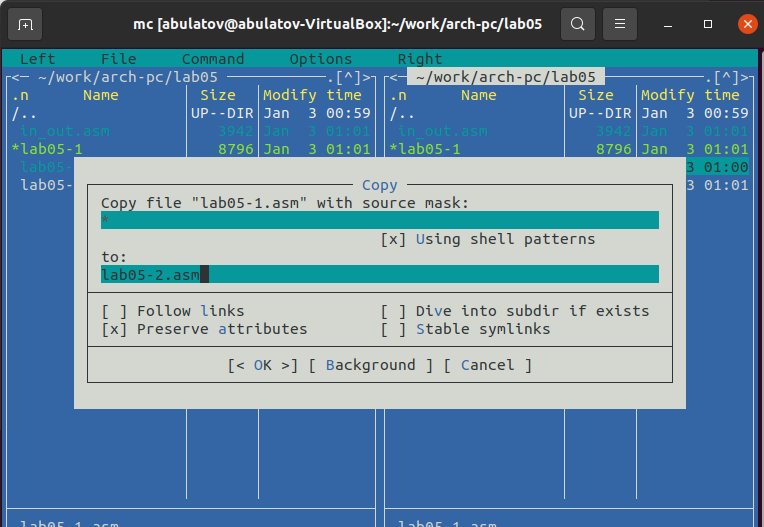 mc [abulatov@abulatov-VirtualBox]:~/work/arch-pc/lab05
Left File Command Options Right
<─ ~/work/arch-pc/lab05 ─.[^]> <─ ~/work/arch-pc/lab05 ─.[^]>
.n Name Size Modify time .n Name Size Modify time
/.. UP--DIR Jan 3 00:59 /.. UP--DIR Jan 3 00:59
in_out.asm 3942 Jan 3 01:01 in_out.asm 3942 Jan 3 01:01
*lab05-1 8796 Jan 3 01:01 *lab05-1 8796 Jan 3 01:01
lab05- 3 01:00
lab05- 3 01:01
Copy
Copy file "lab05-1.asm" with source mask:
*
[x] Using shell patterns
to:
lab05-2.asm
[ ] Follow links [ ] Dive into subdir if exists
[x] Preserve attributes [ ] Stable symlinks
[< OK >] [ Background ] [ Cancel ]
lab05-1.asm lab05-1.asm